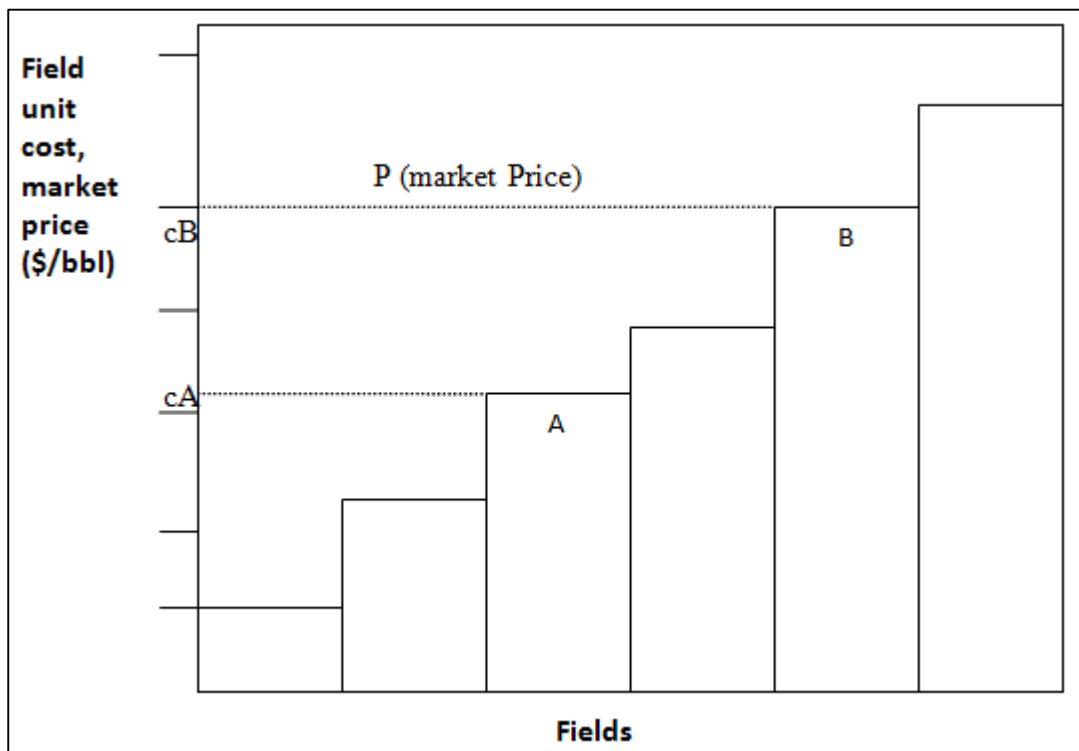 Field
unit
cost,
market
price
($/bbl)
P (market Price)
cB
B
cA
A
Fields